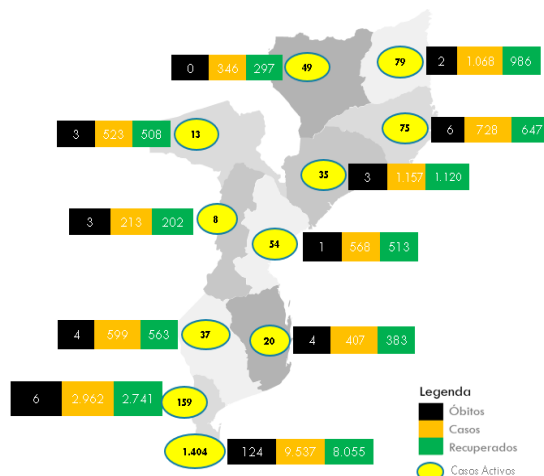 0 346 297 49
79 2 1.068 986
3 523 508 13
75 6 728 647
35 3 1.157 1.120
3 213 202 8
54 1 568 513
4 599 563 37
20 4 407 383
6 2.962 2.741 159
1.404 124 9.537 8.055
Legenda
Óbitos
Casos
Recuperados
Casos Activos